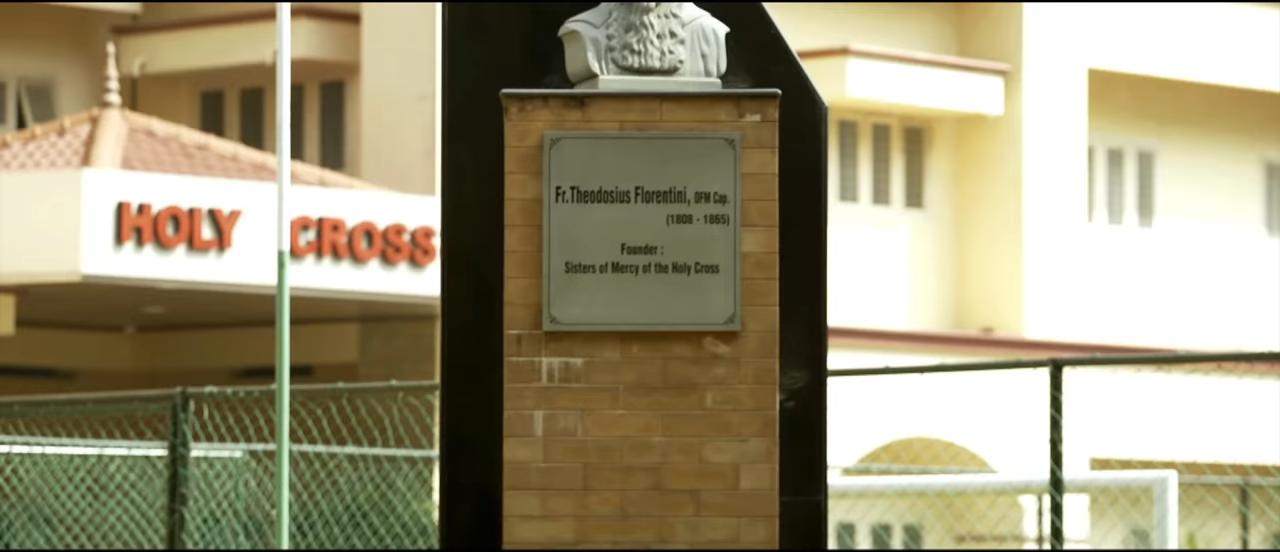 HOLY CROSS
Fr.Theodosius Florentini, OFM Cap.
(1808 - 1865)
Founder :
Sisters of Mercy of the Holy Cross